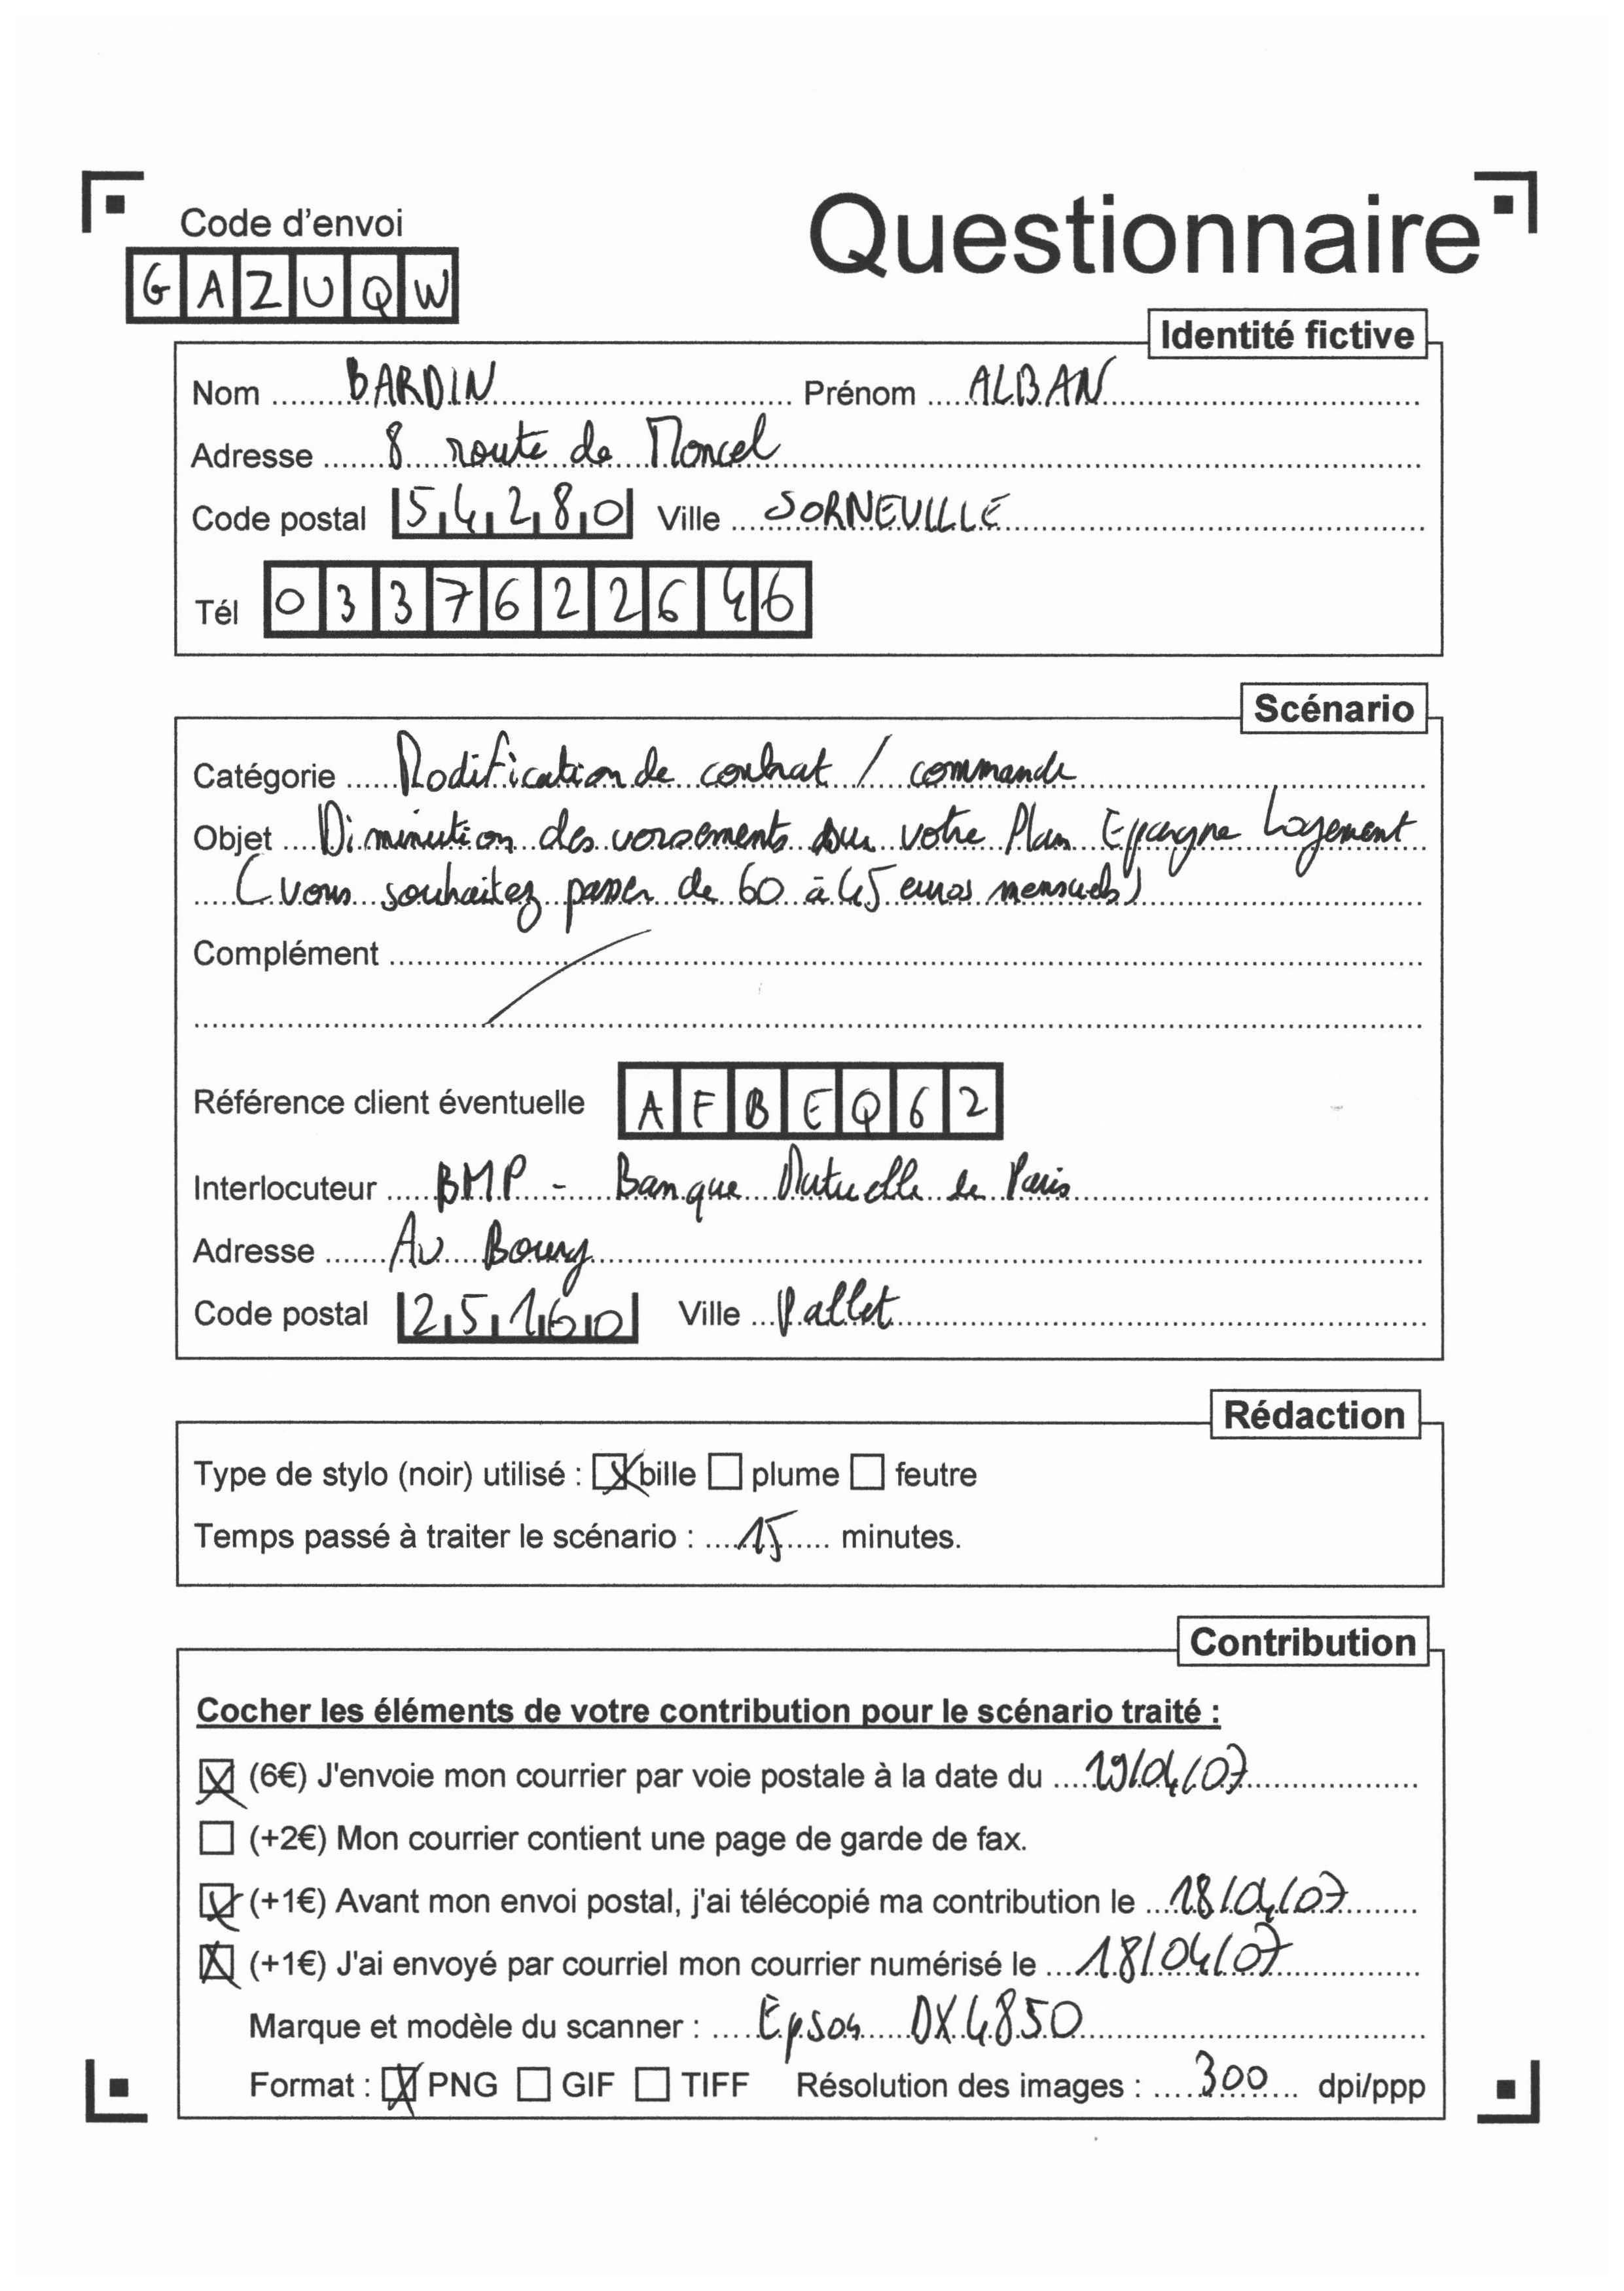 Code d'envoi
GAZUQW
Questionnaire
Identité fictive
Nom BARDIN Prénom ALBAN
Adresse 8 route de Moncel
Code postal 54280 Ville SORNEVILLE
Tél 0337622646
Scénario
Catégorie Modification de contrat / commande
Objet Diminution des versements sur votre Plan Epargne Logement
(vous souhaitez passer de 60 à 45 euros mensuels)
Complément
Référence client éventuelle AFBEQ62
Interlocuteur BMP - Banque Mutuelle de Paris
Adresse Au Bourg
Code postal 25160 Ville Vallet
Rédaction
Type de stylo (noir) utilisé : bille plume feutre
Temps passé à traiter le scénario : 15 minutes.
Contribution
Cocher les éléments de votre contribution pour le scénario traité :
(6€) J'envoie mon courrier par voie postale à la date du 19/04/07
(+2€) Mon courrier contient une page de garde de fax.
(+1€) Avant mon envoi postal, j'ai télécopié ma contribution le 18/04/07
(+1€) J'ai envoyé par courriel mon courrier numérisé le 18/04/07
Marque et modèle du scanner : Epson DX4850
Format : PNG GIF TIFF Résolution des images : 300 dpi/ppp